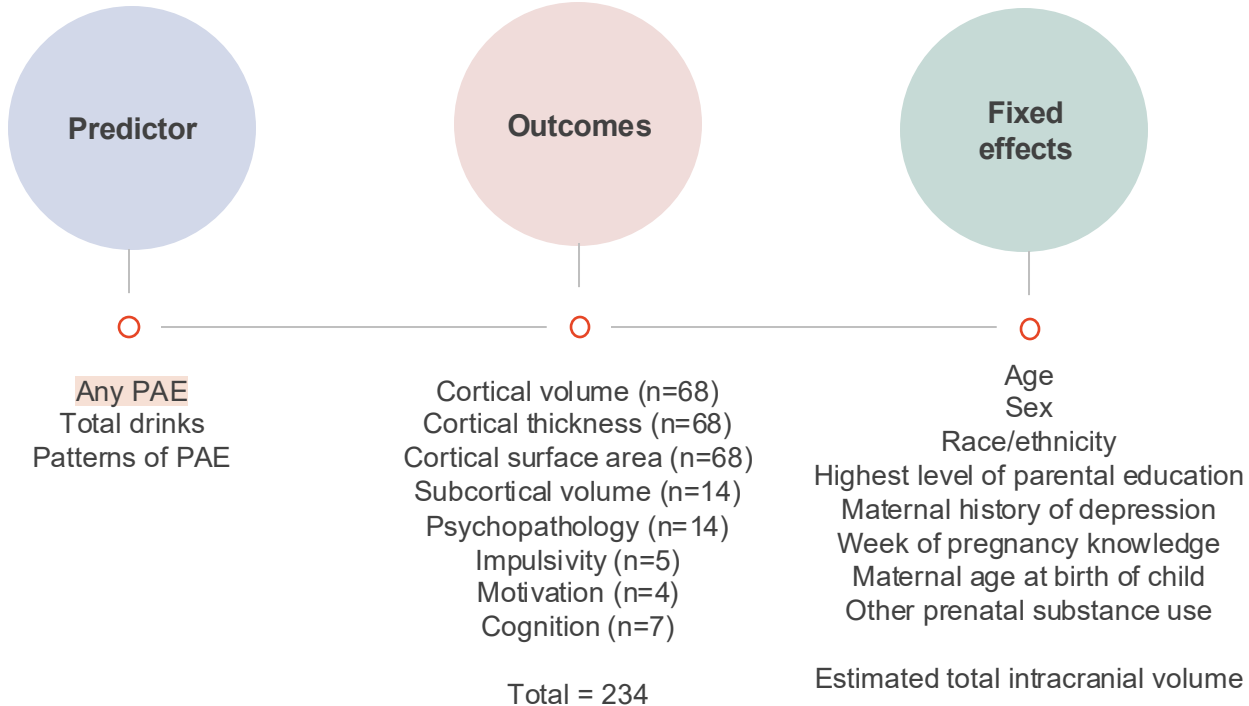 Predictor
Any PAE
Total drinks
Patterns of PAE
Outcomes
Cortical volume (n=68)
Cortical thickness (n=68)
Cortical surface area (n=68)
Subcortical volume (n=14)
Psychopathology (n=14)
Impulsivity (n=5)
Motivation (n=4)
Cognition (n=7)
Total = 234
Fixed
effects
Age
Sex
Race/ethnicity
Highest level of parental education
Maternal history of depression
Week of pregnancy knowledge
Maternal age at birth of child
Other prenatal substance use
Estimated total intracranial volume